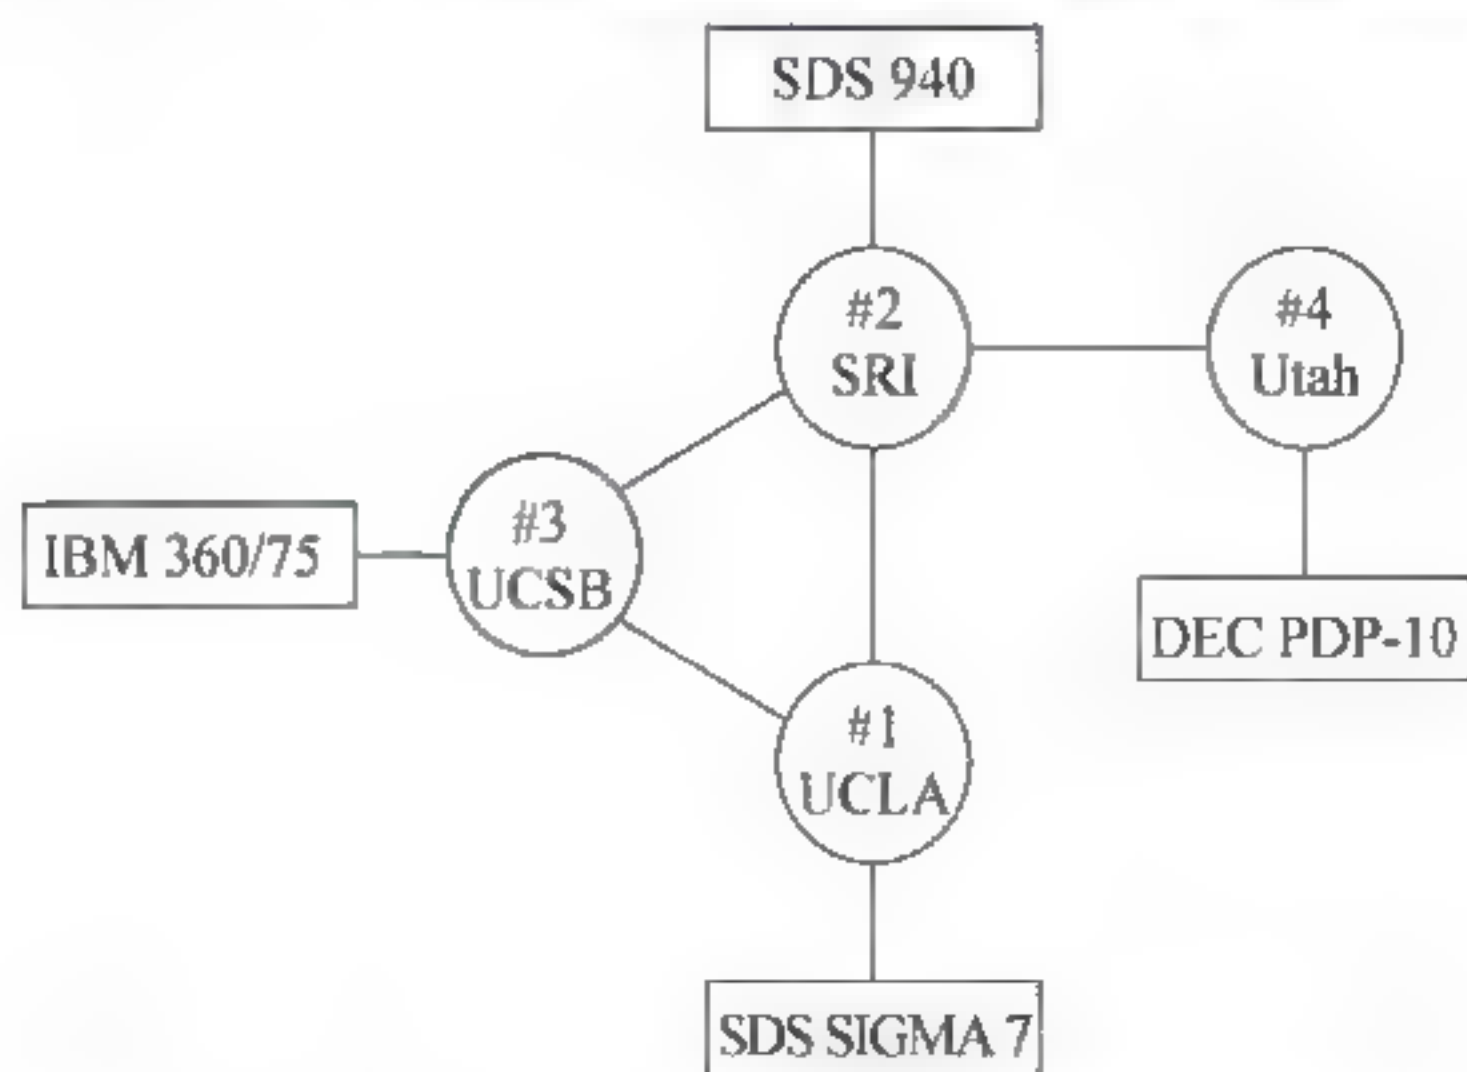 SDS 940
#2
SRI
#4
Utah
#3
UCSB
IBM 360/75
DEC PDP-10
#1
UCLA
SDS SIGMA 7